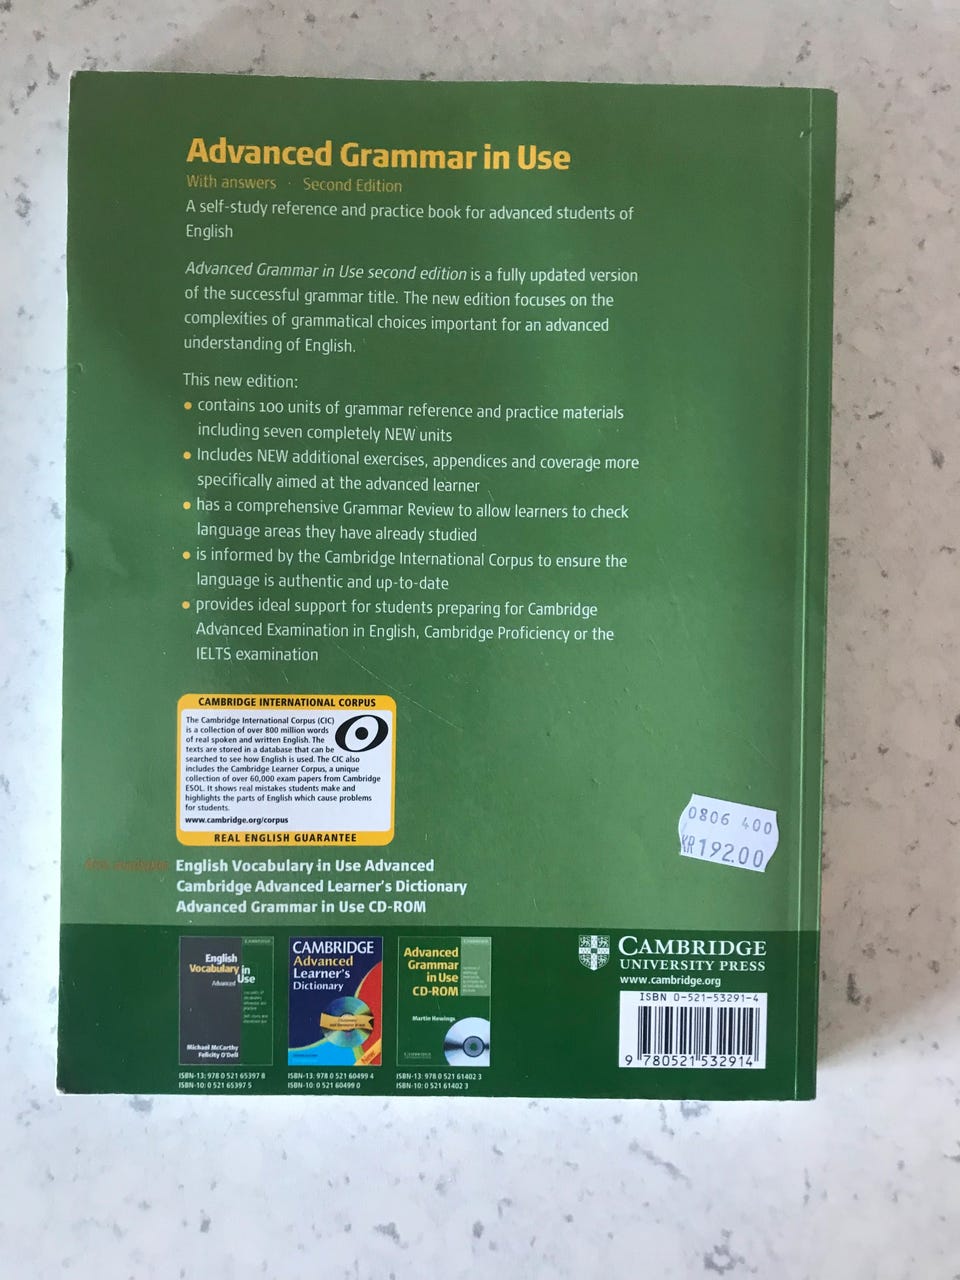 Advanced Grammar in Use
With answers · Second Edition
A self-study reference and practice book for advanced students of
English
Advanced Grammar in Use second edition is a fully updated version
of the successful grammar title. The new edition focuses on the
complexities of grammatical choices important for an advanced
understanding of English.
This new edition:
• contains 100 units of grammar reference and practice materials
including seven completely NEW units
• Includes NEW additional exercises, appendices and coverage more
specifically aimed at the advanced learner
• has a comprehensive Grammar Review to allow learners to check
language areas they have already studied
• is informed by the Cambridge International Corpus to ensure the
language is authentic and up-to-date
• provides ideal support for students preparing for Cambridge
Advanced Examination in English, Cambridge Proficiency or the
IELTS examination
CAMBRIDGE INTERNATIONAL CORPUS
The Cambridge International Corpus (CIC)
is a collection of over 800 million words
of real spoken and written English. The
texts are stored in a database that can be
searched to see how English is used. The CIC also
includes the Cambridge Learner Corpus, a unique
collection of over 60,000 exam papers from Cambridge
ESOL. It shows real mistakes students make and
highlights the parts of English which cause problems
for students.
www.cambridge.org/corpus
REAL ENGLISH GUARANTEE
0806 400
KR192.00
Also available
English Vocabulary in Use Advanced
Cambridge Advanced Learner's Dictionary
Advanced Grammar in Use CD-ROM
CAMBRIDGE
English
Vocabulary in
Use
Advanced
Michael McCarthy
Felicity O'Dell
ISBN-13: 978 0 521 65397 8
ISBN-10: 0 521 65397 5
CAMBRIDGE
Advanced
Learner's
Dictionary
New
ISBN-13: 978 0 521 60499 4
ISBN-10: 0 521 60499 0
CAMBRIDGE
Advanced
Grammar
in Use
CD-ROM
Martin Hewings
ISBN-13: 978 0 521 61402 3
ISBN-10: 0 521 61402 3
CAMBRIDGE
UNIVERSITY PRESS
www.cambridge.org
ISBN 0-521-53291-4
9 780521 532914